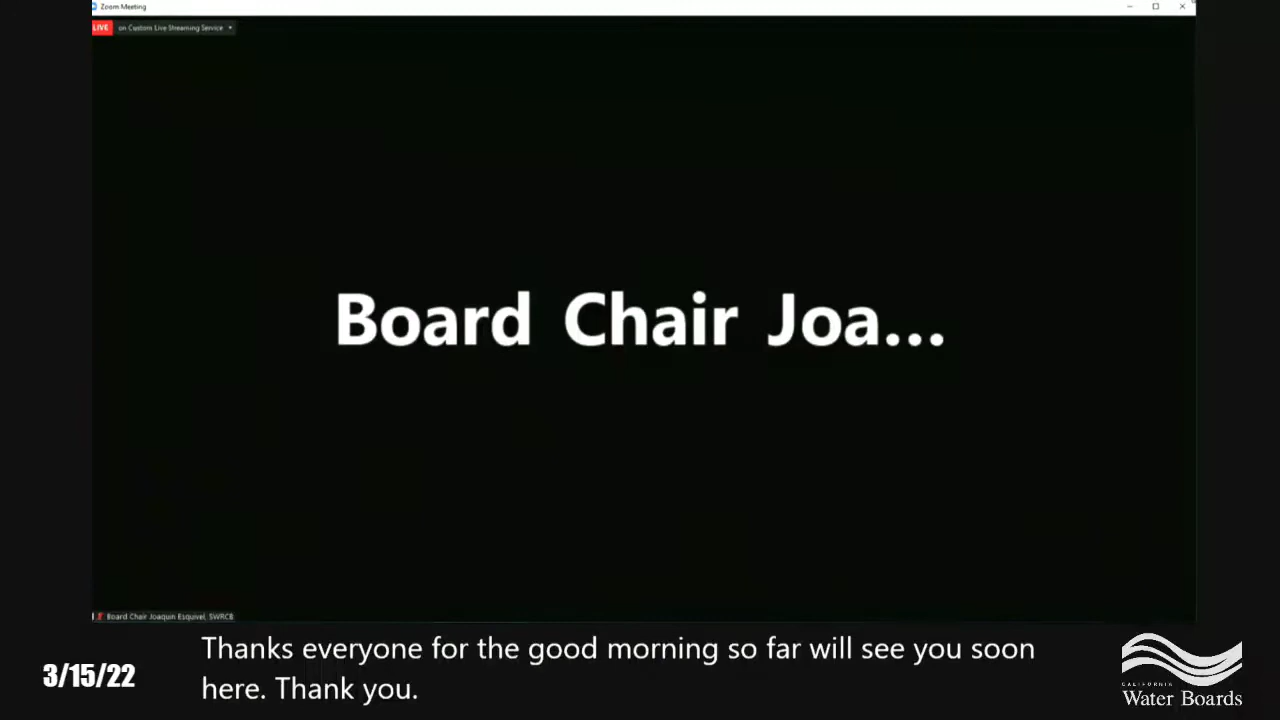 Zoom Meeting
LIVE on Custom Live Streaming Service
Board Chair Joa...
Board Chair Joaquin Esquivel, SWRCB
Thanks everyone for the good morning so far will see you soon
here. Thank you.
3/15/22
CALIFORNIA
Water Boards